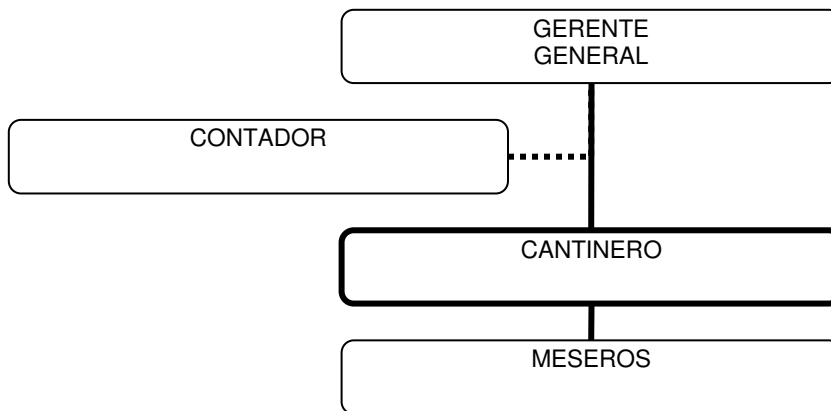 GERENTE
GENERAL
CONTADOR
CANTINERO
MESEROS